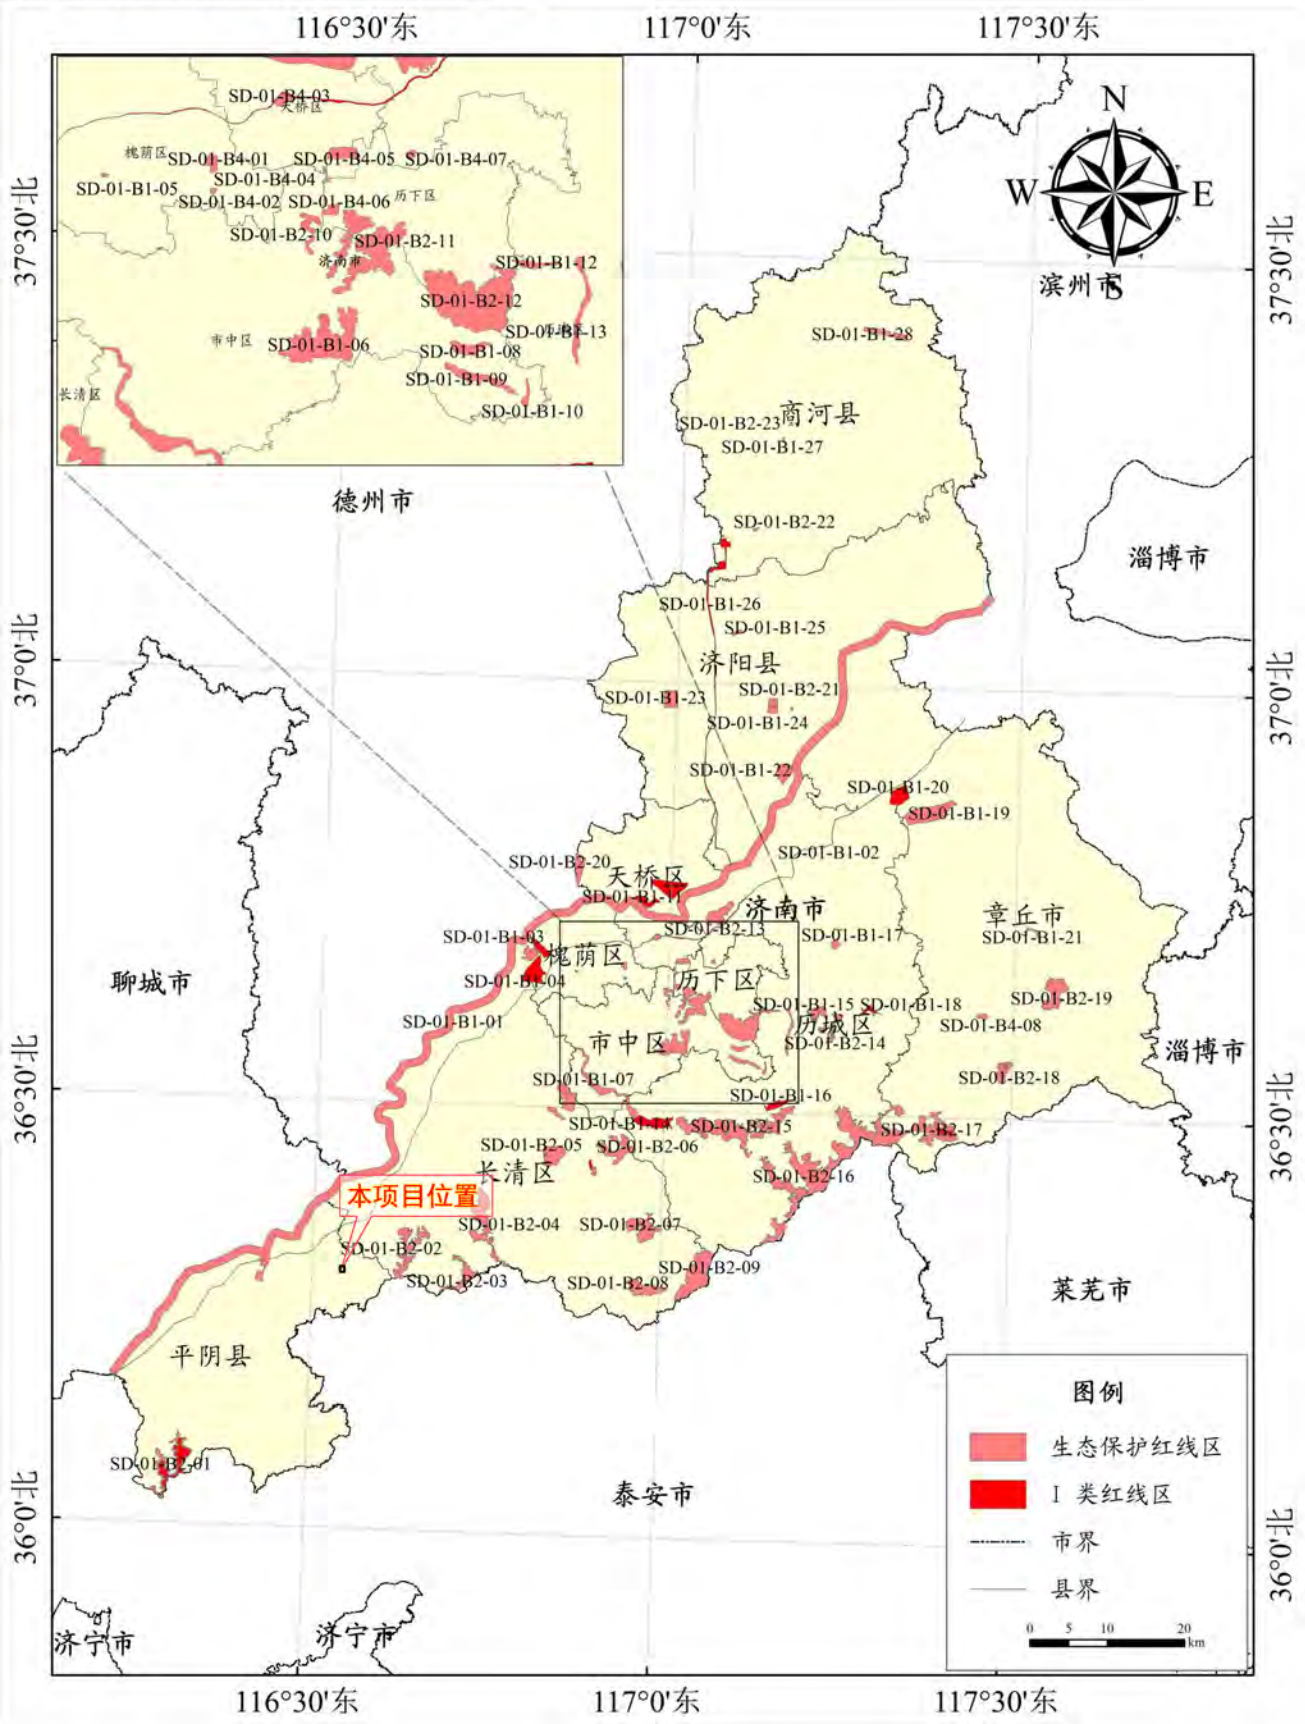 116°30'东
117°0'东
117°30'东
N
W
E
S
37°30'北
37°0'北
36°30'北
36°0'北
37°30'北
37°0'北
36°30'北
36°0'北
SD-01-B4-03
天桥区
槐荫区
SD-01-B4-01
SD-01-B4-05
SD-01-B4-07
SD-01-B1-05
SD-01-B4-04
SD-01-B4-02
SD-01-B4-06
历下区
SD-01-B2-10
SD-01-B2-11
济南市
SD-01-B1-12
SD-01-B2-12
SD-01-B1-13
市中区
SD-01-B1-06
SD-01-B1-08
SD-01-B1-09
长清区
SD-01-B1-10
滨州市
SD-01-B1-28
商河县
SD-01-B2-23
SD-01-B1-27
德州市
SD-01-B2-22
淄博市
SD-01-B1-26
SD-01-B1-25
济阳县
SD-01-B1-23
SD-01-B2-21
SD-01-B1-24
SD-01-B1-22
SD-01-B1-20
SD-01-B1-19
SD-01-B2-20
SD-01-B1-02
天桥区
SD-01-B1-11
济南市
章丘市
SD-01-B2-13
SD-01-B1-03
SD-01-B1-17
SD-01-B1-21
槐荫区
聊城市
SD-01-B1-04
历下区
SD-01-B2-19
SD-01-B1-15
SD-01-B1-18
SD-01-B1-01
历城区
SD-01-B4-08
市中区
SD-01-B2-14
淄博市
SD-01-B1-07
SD-01-B2-18
SD-01-B1-16
SD-01-B1-14
SD-01-B2-15
SD-01-B2-17
SD-01-B2-05
SD-01-B2-06
长清区
SD-01-B2-16
本项目位置
SD-01-B2-04
SD-01-B2-07
SD-01-B2-02
SD-01-B2-09
SD-01-B2-03
SD-01-B2-08
莱芜市
平阴县
SD-01-B2-01
泰安市
济宁市
济宁市
图例
生态保护红线区
I 类红线区
市界
县界
0 5 10 20
km
116°30'东
117°0'东
117°30'东